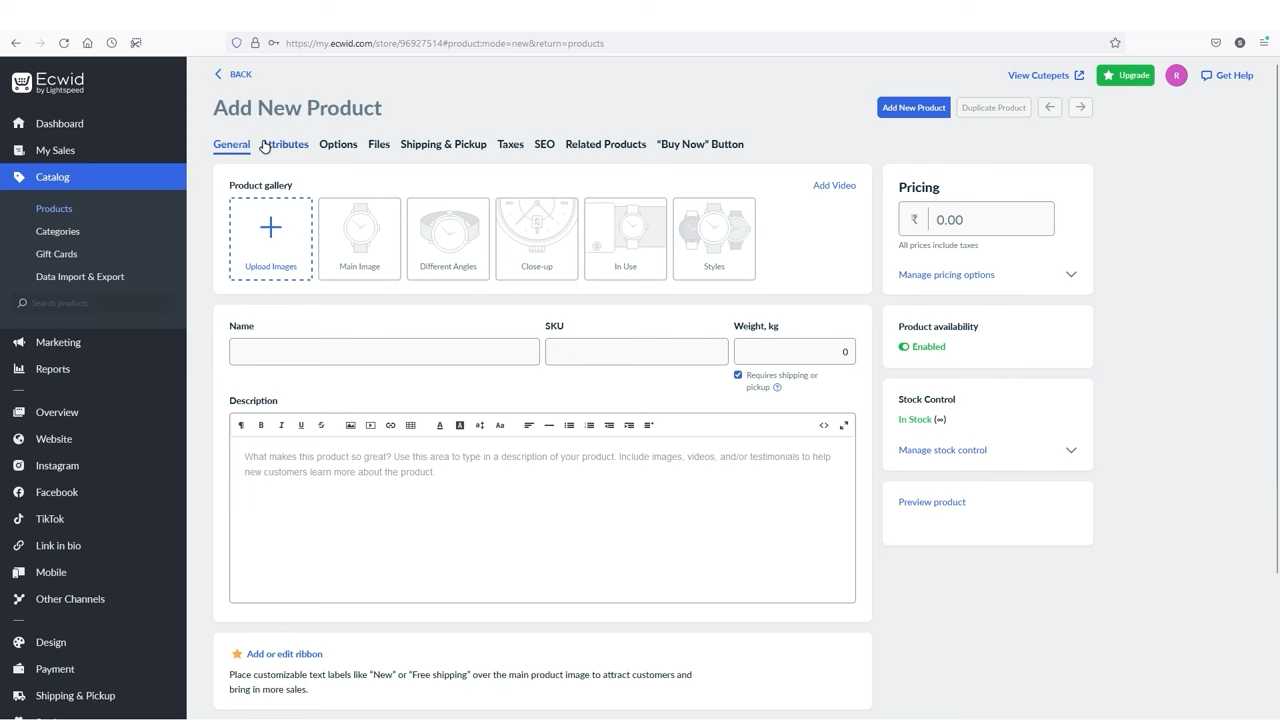 https://my.ecwid.com/store/96927514#product:mode=new&return=products
S
Ecwid
by Lightspeed
Dashboard
My Sales
Catalog
Products
Categories
Gift Cards
Data Import & Export
Search products
Marketing
Reports
Overview
Website
Instagram
Facebook
TikTok
Link in bio
Mobile
Other Channels
Design
Payment
Shipping & Pickup
BACK
View Cutepets
Upgrade
R
Get Help
Add New Product
Add New Product
Duplicate Product
General Attributes Options Files Shipping & Pickup Taxes SEO Related Products “Buy Now” Button
Product gallery
Add Video
Upload Images
Main Image
Different Angles
Close-up
In Use
Styles
Name
SKU
Weight, kg
0
Requires shipping or
pickup
Description
What makes this product so great? Use this area to type in a description of your product. Include images, videos, and/or testimonials to help
new customers learn more about the product.
Add or edit ribbon
Place customizable text labels like “New” or “Free shipping” over the main product image to attract customers and
bring in more sales.
Pricing
₹ 0.00
All prices include taxes
Manage pricing options
Product availability
Enabled
Stock Control
In Stock (∞)
Manage stock control
Preview product